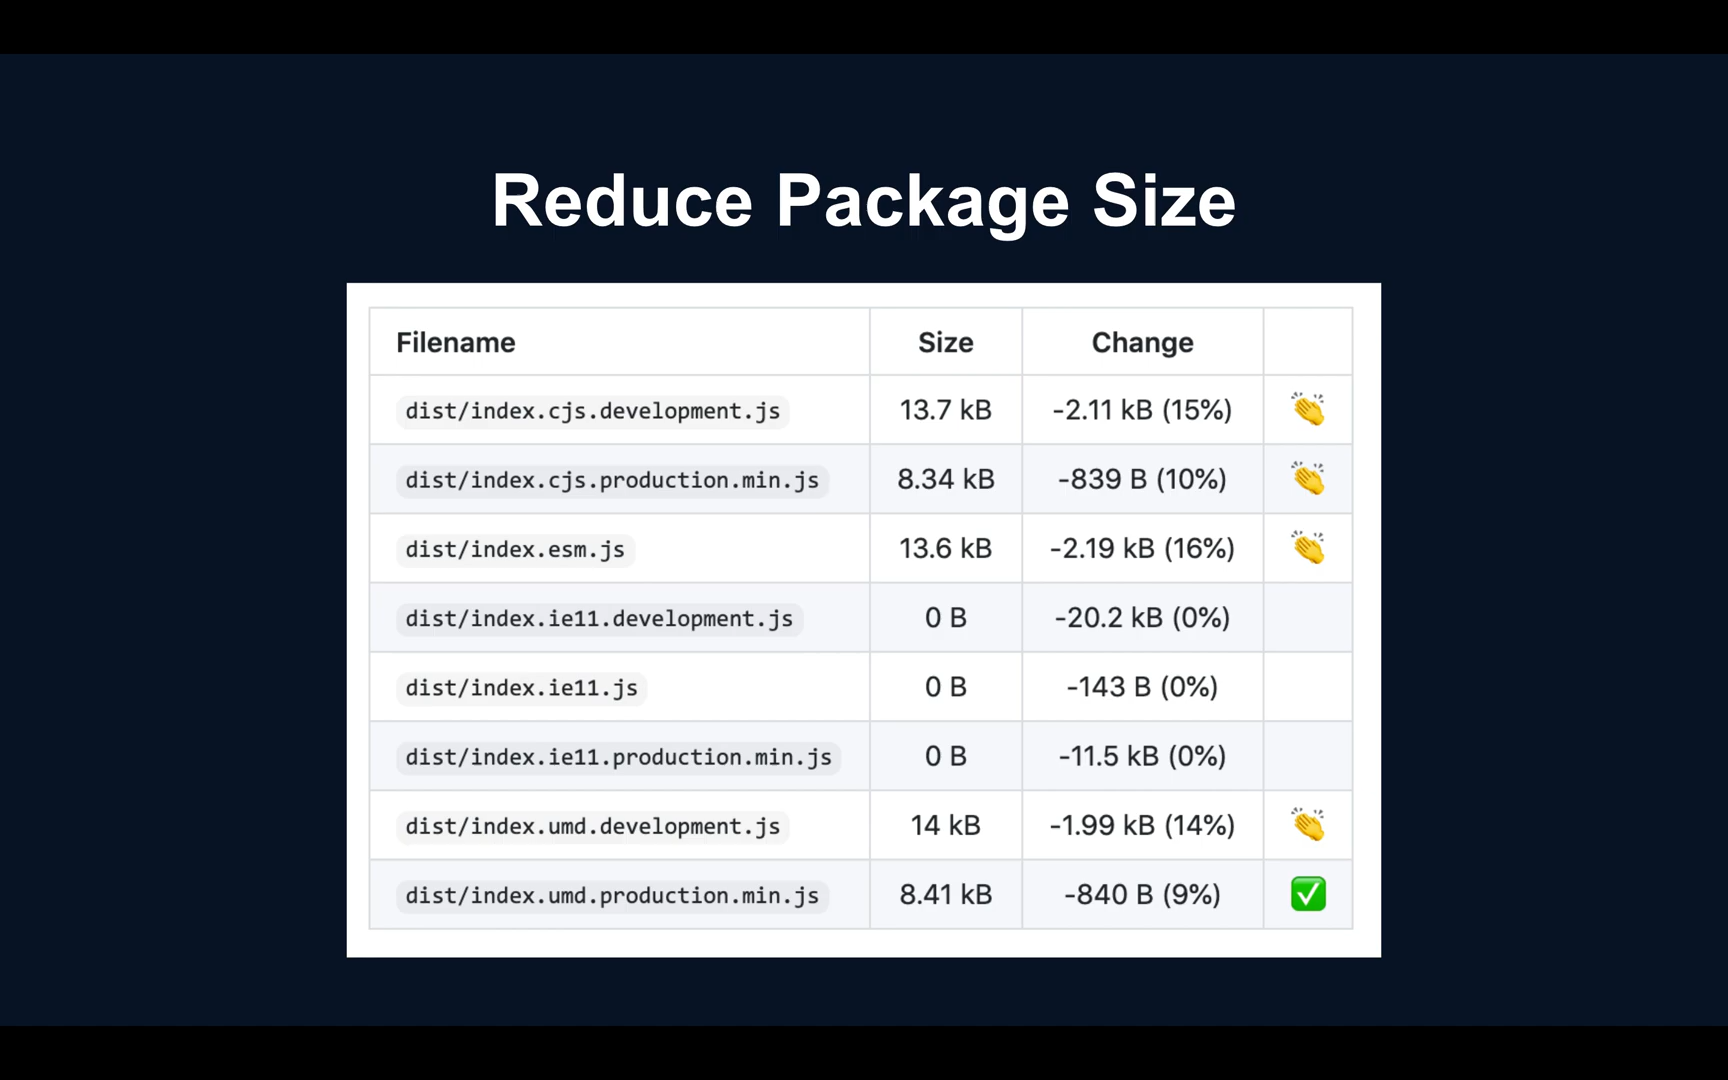 Reduce Package Size
Filename Size Change
dist/index.cjs.development.js 13.7 kB -2.11 kB (15%) 👏
dist/index.cjs.production.min.js 8.34 kB -839 B (10%) 👏
dist/index.esm.js 13.6 kB -2.19 kB (16%) 👏
dist/index.ie11.development.js 0 B -20.2 kB (0%)
dist/index.ie11.js 0 B -143 B (0%)
dist/index.ie11.production.min.js 0 B -11.5 kB (0%)
dist/index.umd.development.js 14 kB -1.99 kB (14%) 👏
dist/index.umd.production.min.js 8.41 kB -840 B (9%) ✅